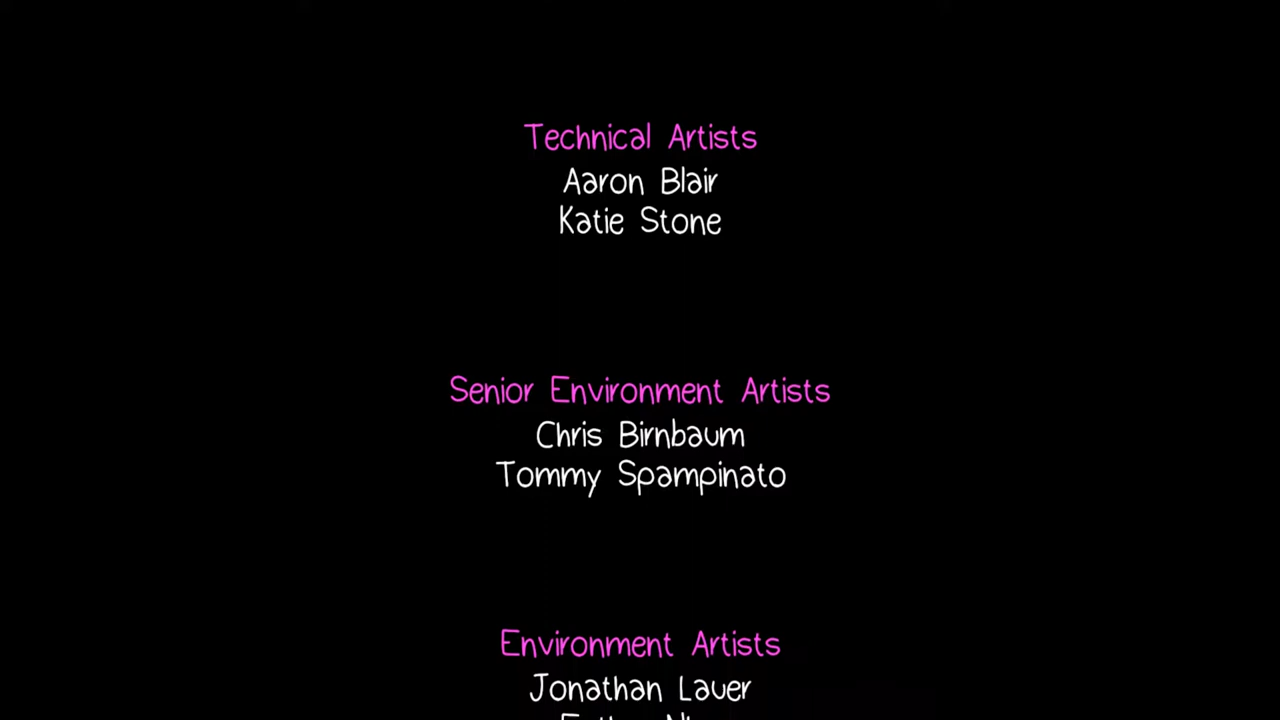 Technical Artists
Aaron Blair
Katie Stone
Senior Environment Artists
Chris Birnbaum
Tommy Spampinato
Environment Artists
Jonathan Lauer